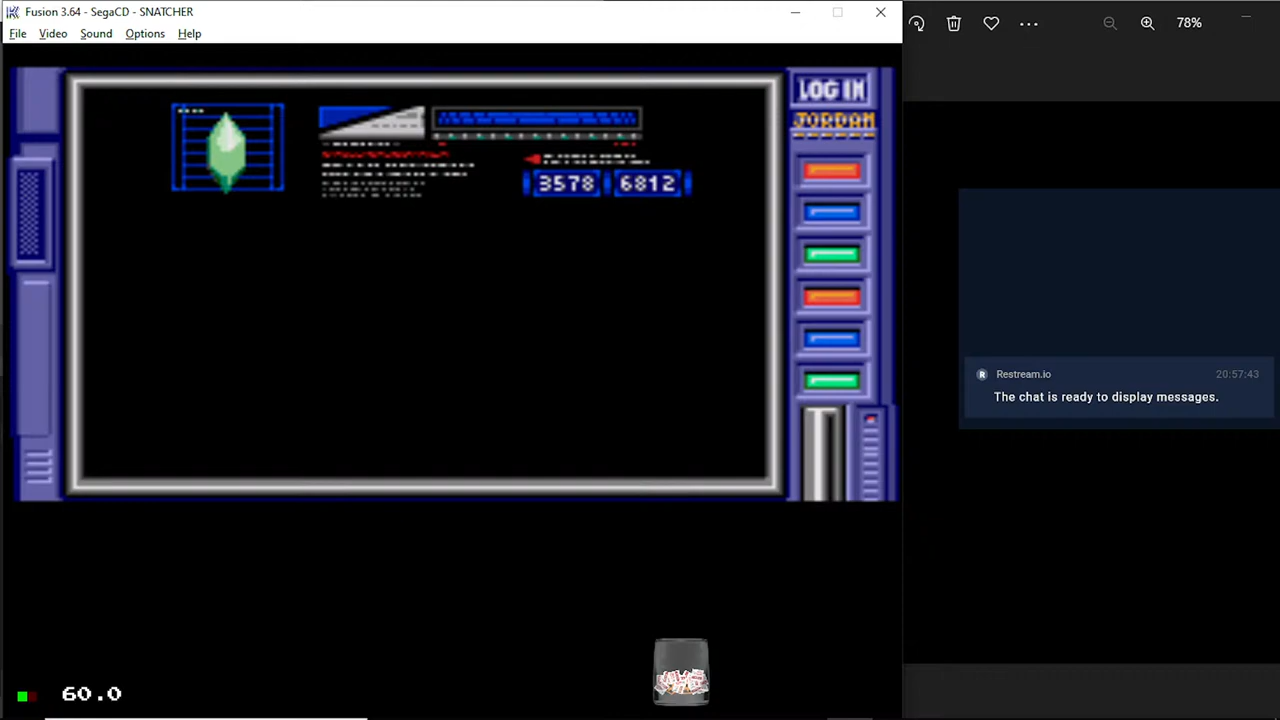 Fusion 3.64 - SegaCD - SNATCHER
File Video Sound Options Help
78%
LOG IN
JORDAN
3578 6812
Restream.io 20:57:43
The chat is ready to display messages.
60.0